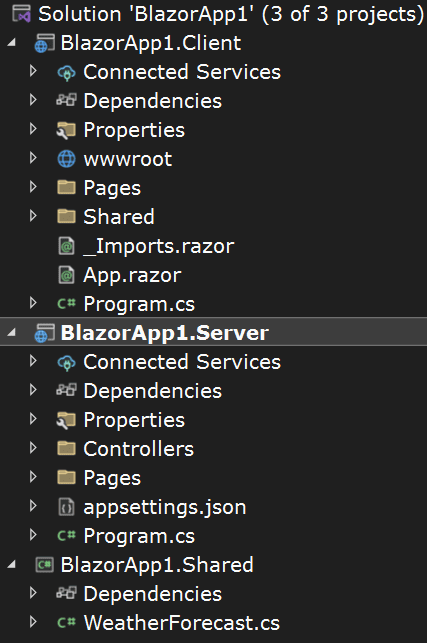 Solution 'BlazorApp1' (3 of 3 projects)
BlazorApp1.Client
Connected Services
Dependencies
Properties
wwwroot
Pages
Shared
_Imports.razor
App.razor
C# Program.cs
BlazorApp1.Server
Connected Services
Dependencies
Properties
Controllers
Pages
appsettings.json
C# Program.cs
C# BlazorApp1.Shared
Dependencies
C# WeatherForecast.cs